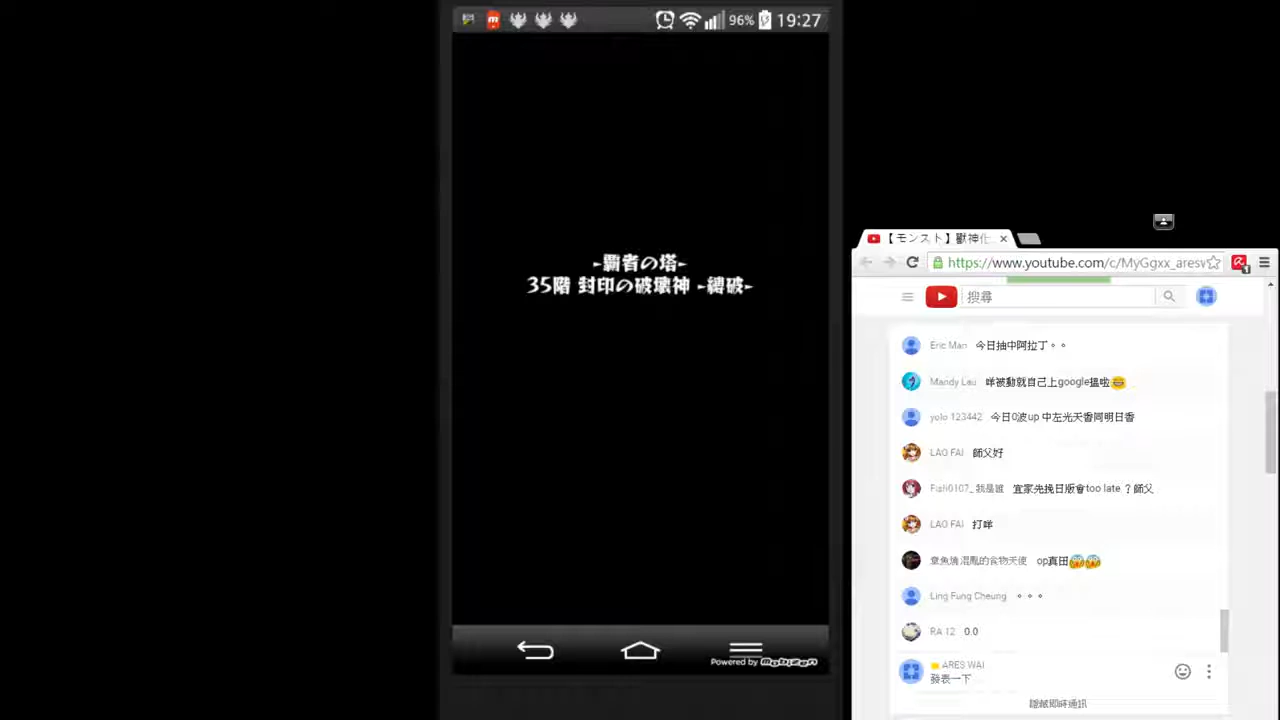 96% 19:27
-覇者の塔-
35階 封印の破壊神 -總破-
Powered by mobizen
【モンスト】獸神化
https://www.youtube.com/c/MyGgxx_aresw
搜尋
Eric Man 今日抽中阿拉丁。。
Mandy Lau 咩被動就自己上google搵啦
yolo 123442 今日0波up 中左光天香同明日香
LAO FAI 師父好
Fish0107_我是誰 宜家先挽日版會too late ? 師父
LAO FAI 打咩
章魚燒混亂的食物天使 op真田
Ling Fung Cheung 。。。
RA 12 0.0
ARES WAI
發表一下...
隱藏即時通訊